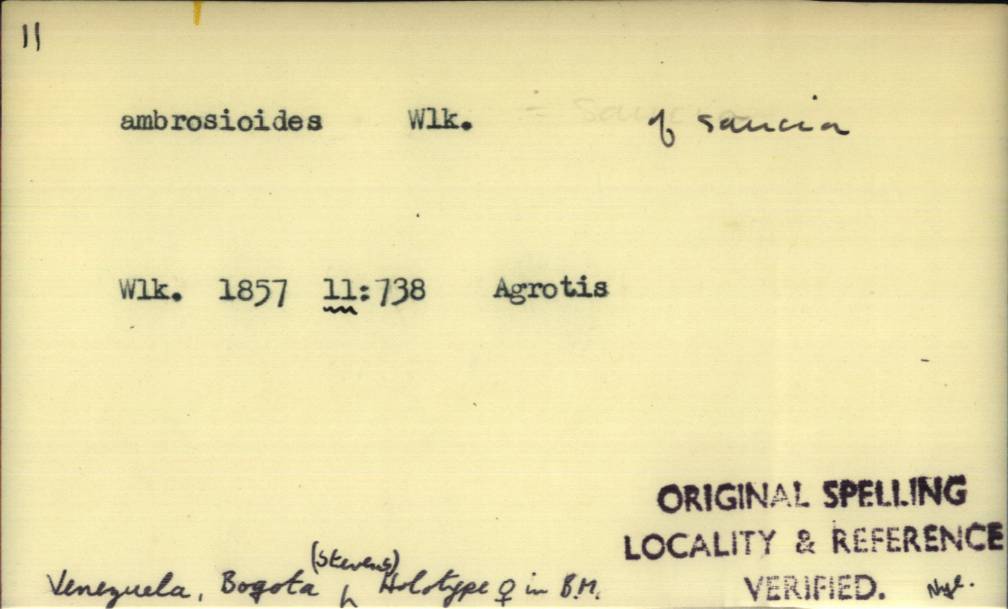 11
ambrosioides Wlk. = Saucia b saucia
Wlk. 1857 11:738 Agrotis
ORIGINAL SPELLING
LOCALITY & REFERENCE
VERIFIED.
Venezuela, Bogota (Stevens) Holotype ♀ in B.M.